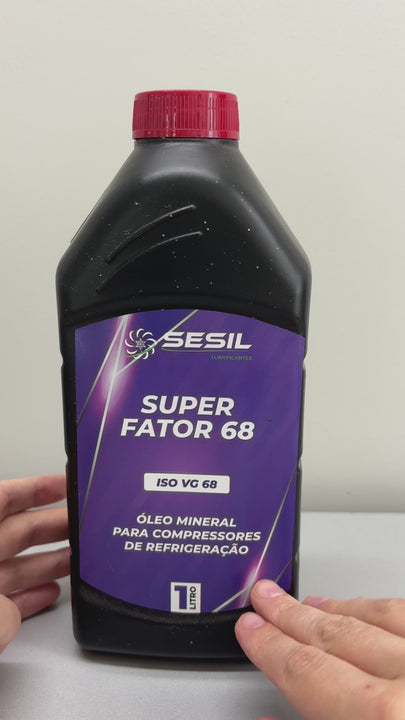 SESIL
LUBRIFICANTES
SUPER
FATOR 68
ISO VG 68
ÓLEO MINERAL
PARA COMPRESSORES
DE REFRIGERAÇÃO
1 LITRO